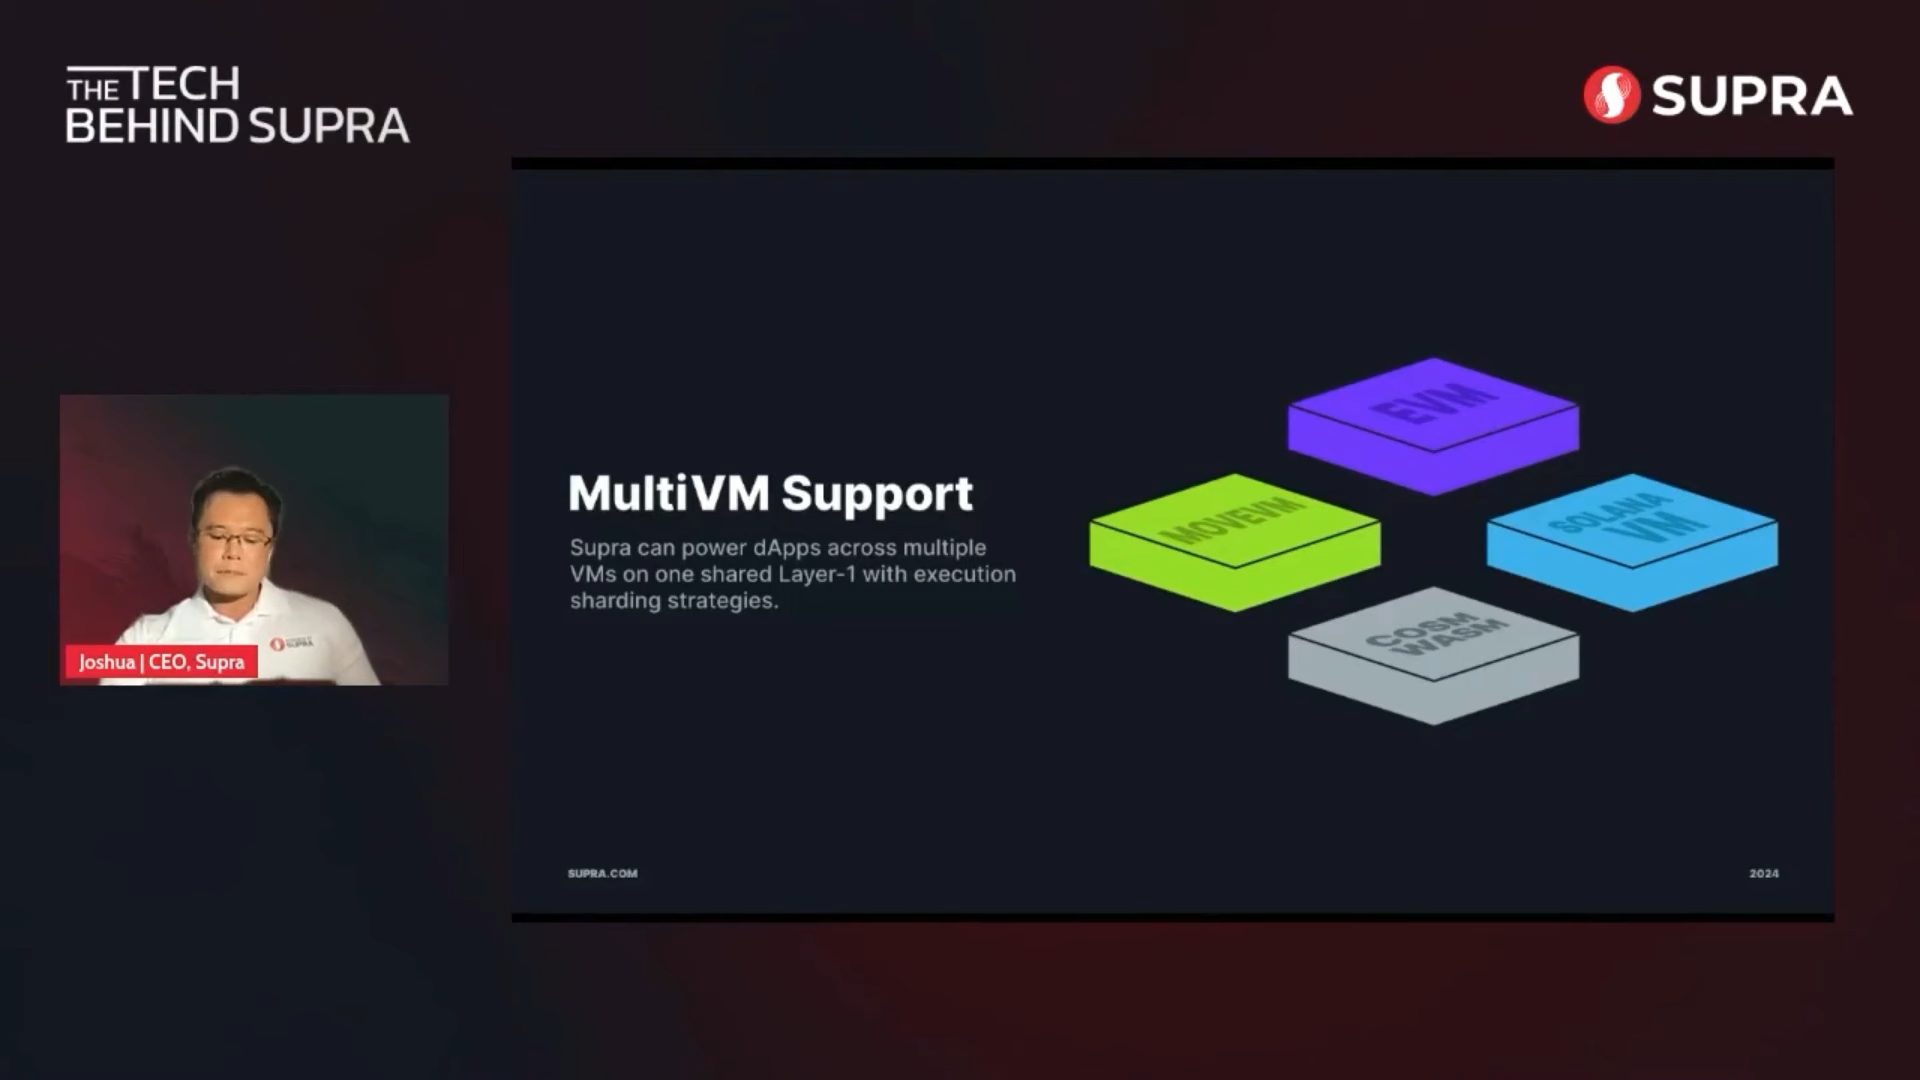 THE TECH
BEHIND SUPRA
SUPRA
EVM
MOVEVM
SOLANA
VM
COSM
WASM
MultiVM Support
Supra can power dApps across multiple
VMs on one shared Layer-1 with execution
sharding strategies.
SUPRA
Joshua | CEO, Supra
SUPRA.COM
2024